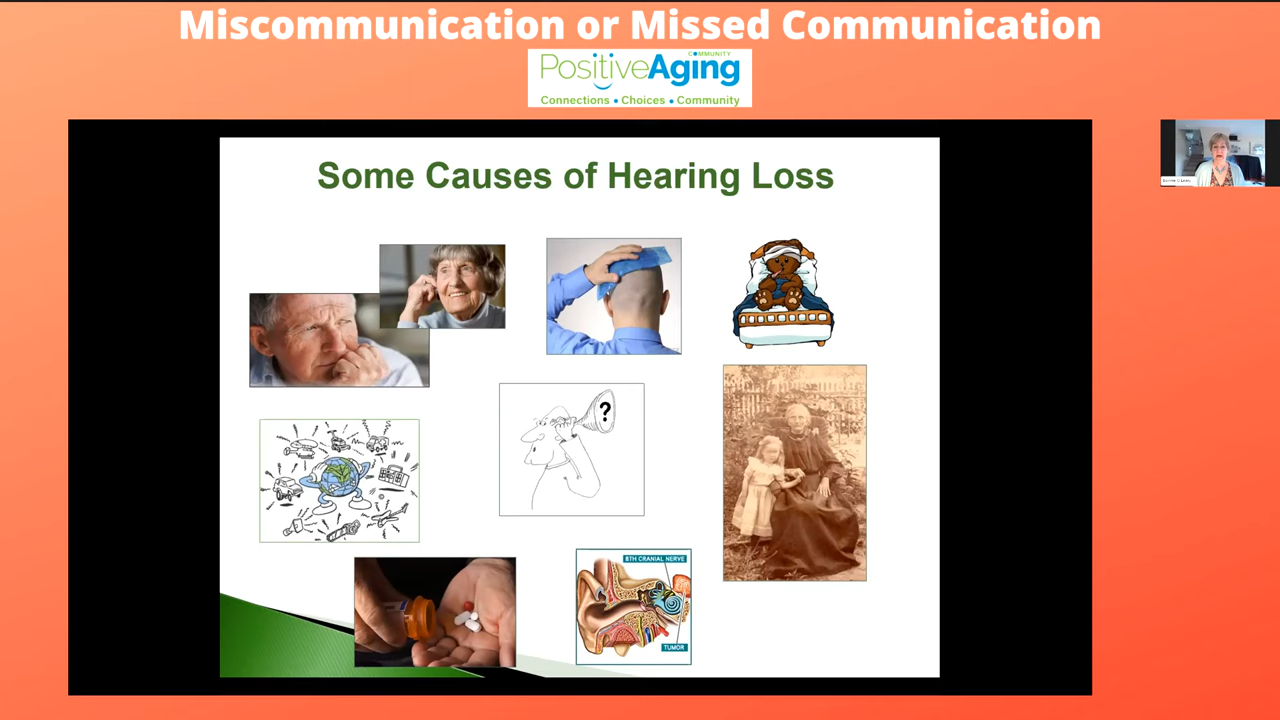 Miscommunication or Missed Communication
COMMUNITY
PositiveAging
Connections • Choices • Community
Some Causes of Hearing Loss
?
8TH CRANIAL NERVE
TUMOR